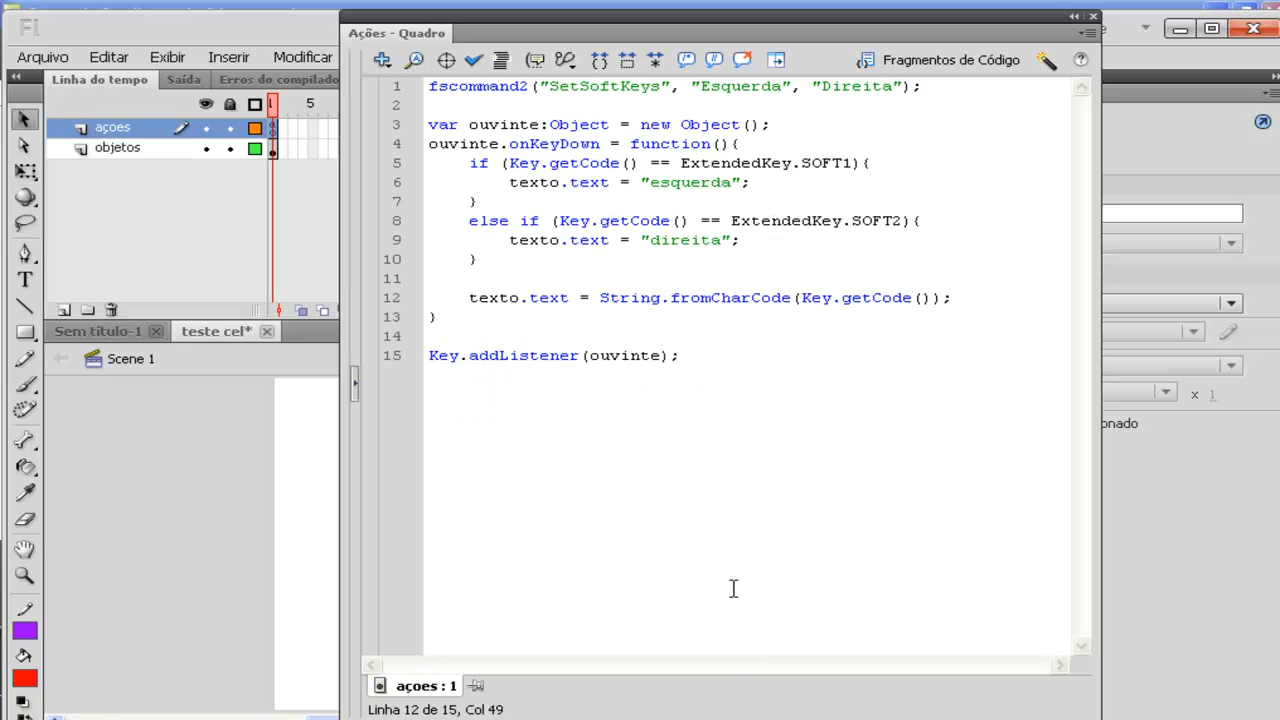 Fl
Arquivo Editar Exibir Inserir Modificar
Linha do tempo Saída Erros do compilado
5
açoes
objetos
Sem título-1 teste cel*
Scene 1
Ações - Quadro
Fragmentos de Código
1 fscommand2("SetSoftKeys", "Esquerda", "Direita");
2
3 var ouvinte:Object = new Object();
4 ouvinte.onKeyDown = function(){
5 if (Key.getCode() == ExtendedKey.SOFT1){
6 texto.text = "esquerda";
7 }
8 else if (Key.getCode() == ExtendedKey.SOFT2){
9 texto.text = "direita";
10 }
11
12 texto.text = String.fromCharCode(Key.getCode());
13 }
14
15 Key.addListener(ouvinte);
açoes : 1
Linha 12 de 15, Col 49
x 1
onado